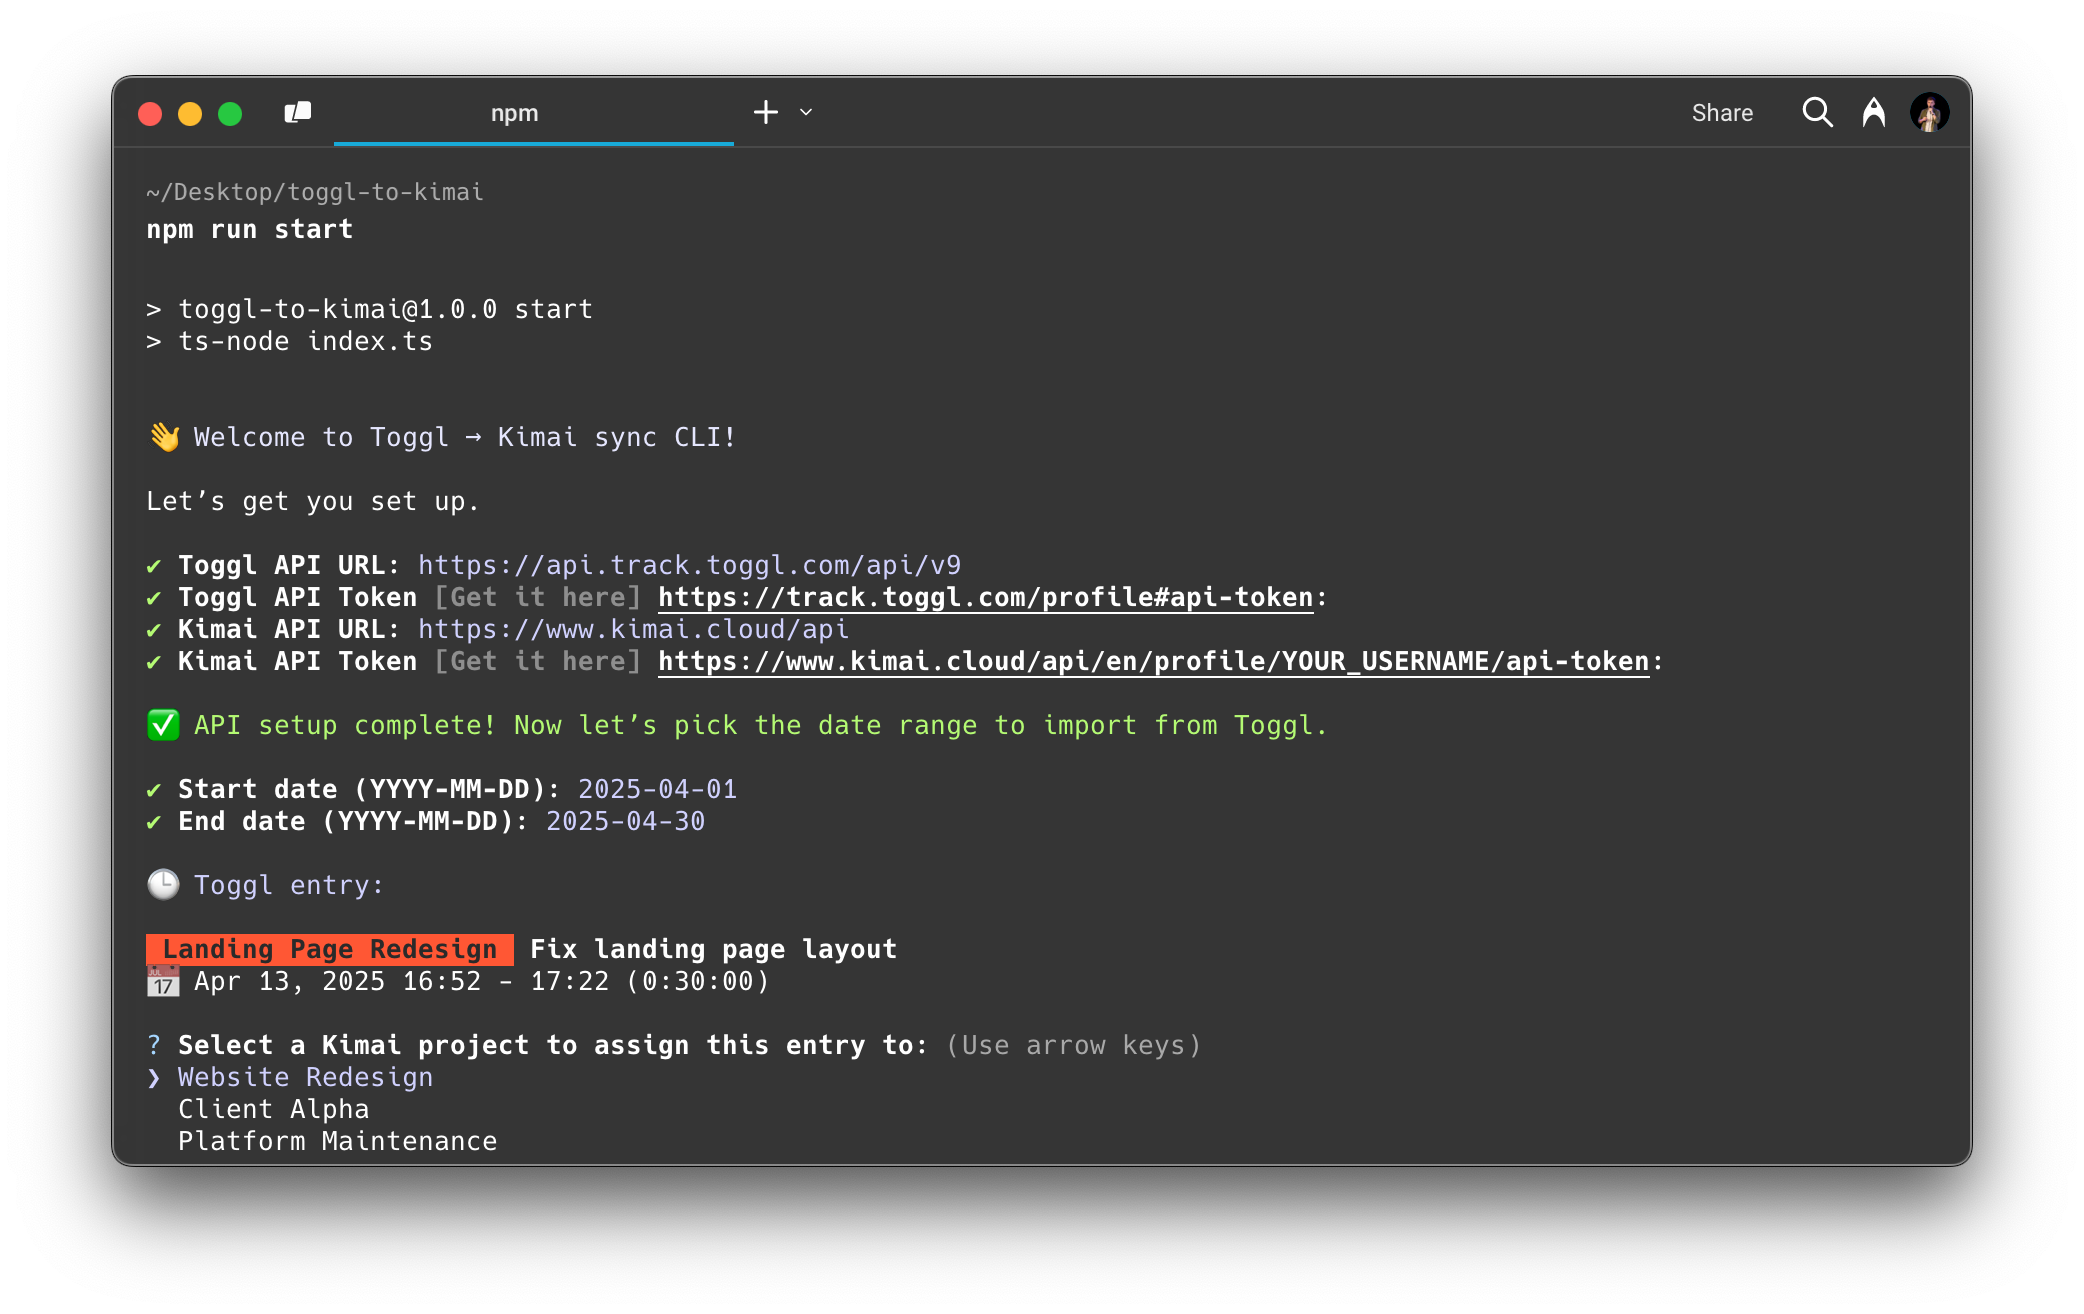 npm
Share
~/Desktop/toggl-to-kimai
npm run start
> toggl-to-kimai@1.0.0 start
> ts-node index.ts
👋 Welcome to Toggl → Kimai sync CLI!
Let’s get you set up.
✔ Toggl API URL: https://api.track.toggl.com/api/v9
✔ Toggl API Token [Get it here] https://track.toggl.com/profile#api-token:
✔ Kimai API URL: https://www.kimai.cloud/api
✔ Kimai API Token [Get it here] https://www.kimai.cloud/api/en/profile/YOUR_USERNAME/api-token:
✅ API setup complete! Now let’s pick the date range to import from Toggl.
✔ Start date (YYYY-MM-DD): 2025-04-01
✔ End date (YYYY-MM-DD): 2025-04-30
🕒 Toggl entry:
Landing Page Redesign Fix landing page layout
📅 Apr 13, 2025 16:52 - 17:22 (0:30:00)
? Select a Kimai project to assign this entry to: (Use arrow keys)
❯ Website Redesign
Client Alpha
Platform Maintenance